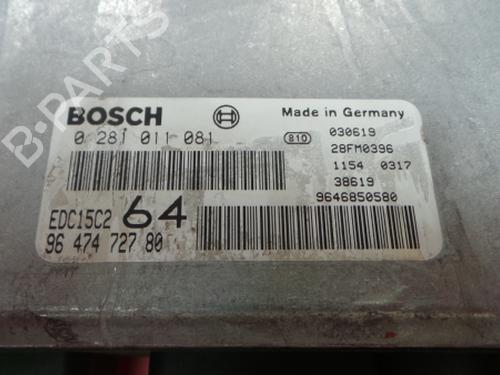 BOSCH
Made in Germany
0 281 011 081
810
030619
28FM0396
1154 0317
38619
9646850580
EDC15C2 64
96 474 727 80
B-PARTS